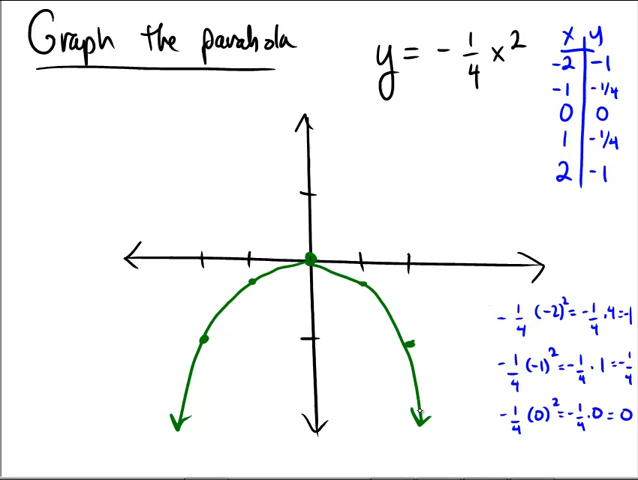 Graph the parabola
y = - 1/4 x²
x | y
-2 | -1
-1 | -1/4
0 | 0
1 | -1/4
2 | -1
-1/4 (-2)² = -1/4 · 4 = -1
-1/4 (-1)² = -1/4 · 1 = -1/4
-1/4 (0)² = -1/4 · 0 = 0